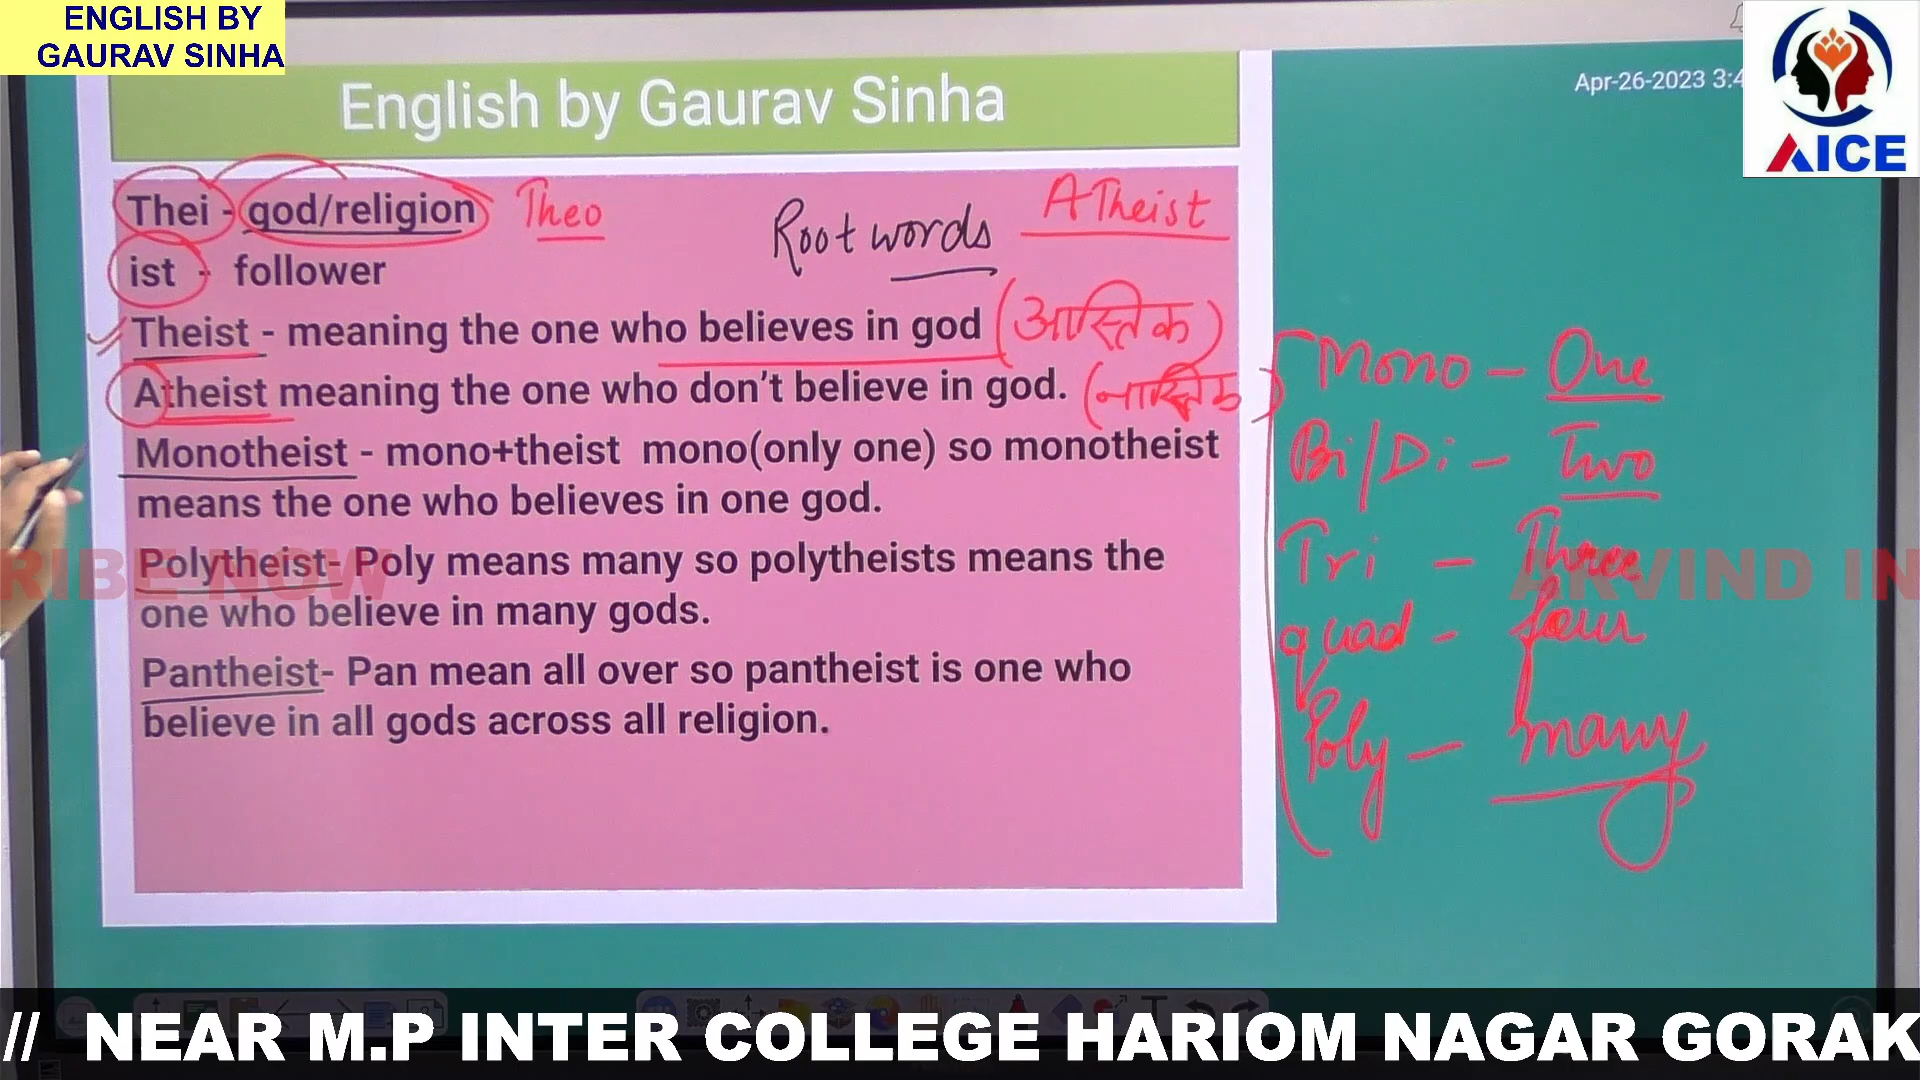 ENGLISH BY
GAURAV SINHA
English by Gaurav Sinha
Apr-26-2023 3:4
AICE
Thei - god/religion Theo
Root words
ATheist
ist - follower
Theist - meaning the one who believes in god (आस्तिक)
Atheist meaning the one who don't believe in god. (नास्तिक)
Monotheist - mono+theist mono(only one) so monotheist
means the one who believes in one god.
Polytheist- Poly means many so polytheists means the
one who believe in many gods.
Pantheist- Pan mean all over so pantheist is one who
believe in all gods across all religion.
Mono - One
Bi/Di - Two
Tri - Three
quad - four
Poly - many
RIBE NOW
ARVIND IN
// NEAR M.P INTER COLLEGE HARIOM NAGAR GORAK